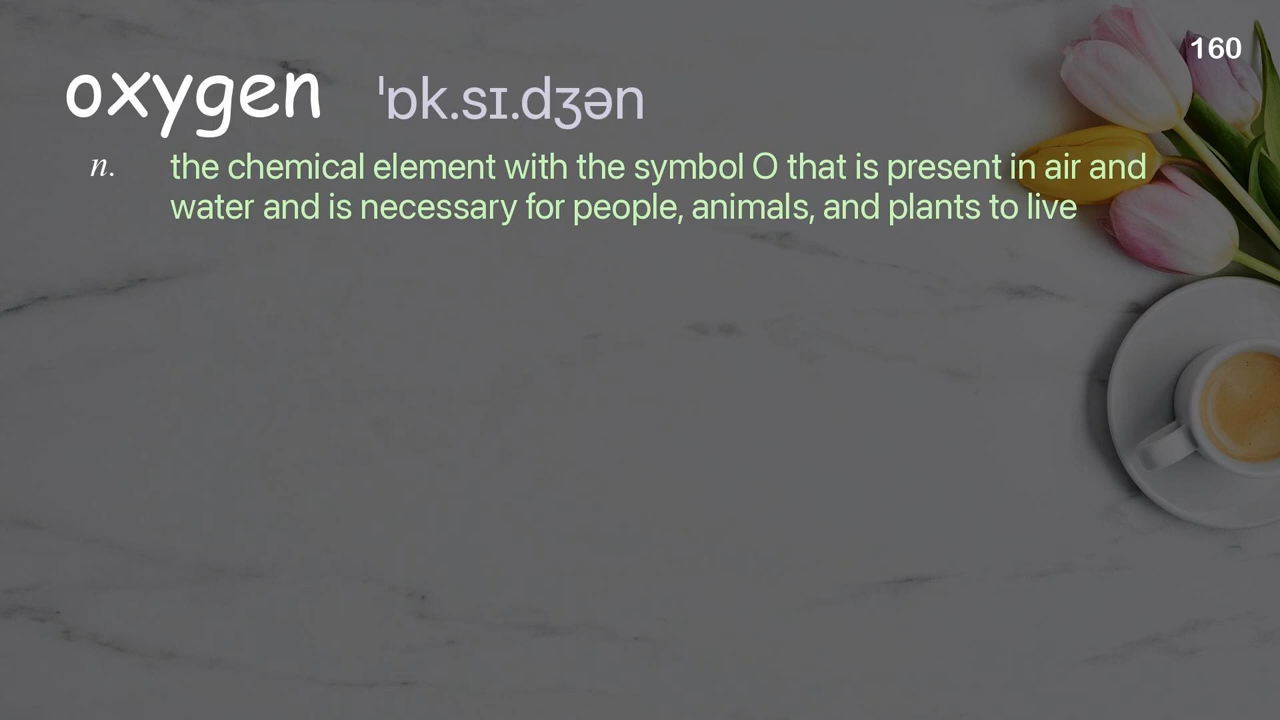 160
oxygen ˈɒk.sɪ.dʒən
n. the chemical element with the symbol O that is present in air and
water and is necessary for people, animals, and plants to live